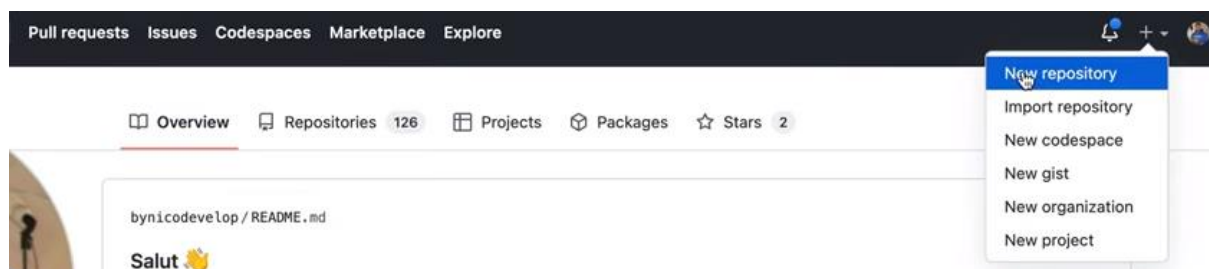 Pull requests Issues Codespaces Marketplace Explore
New repository
Import repository
New codespace
New gist
New organization
New project
Overview Repositories 126 Projects Packages Stars 2
bynicodevelop/README.md
Salut 👋